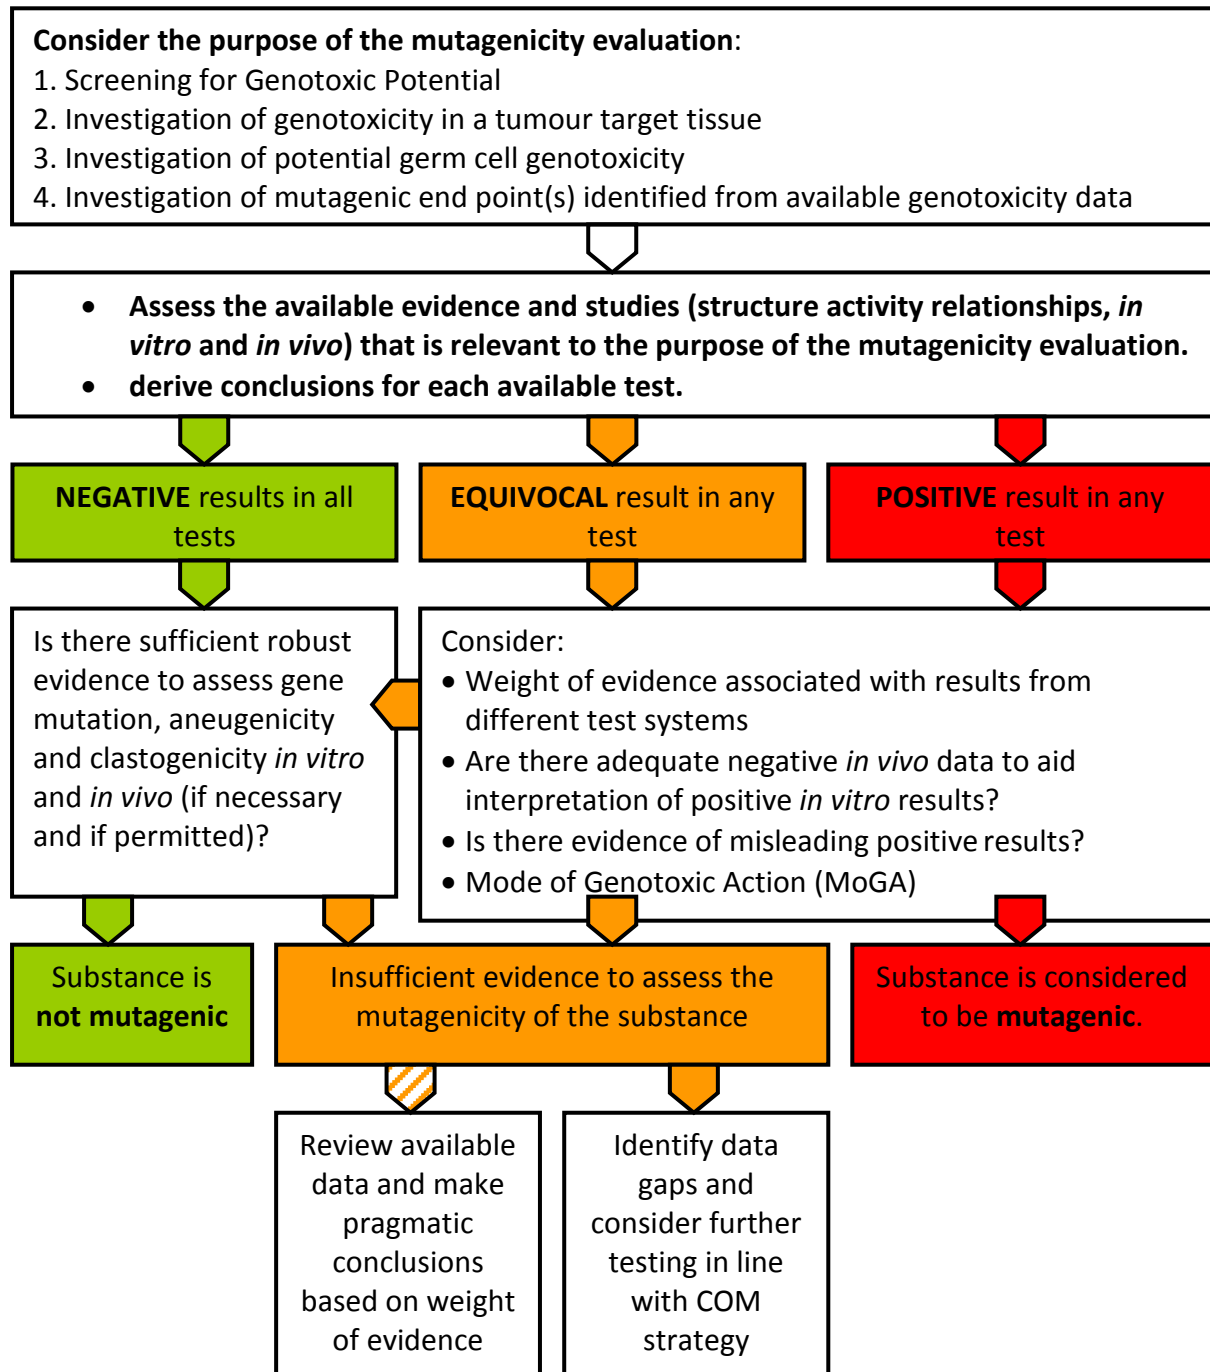 Consider the purpose of the mutagenicity evaluation:
1. Screening for Genotoxic Potential
2. Investigation of genotoxicity in a tumour target tissue
3. Investigation of potential germ cell genotoxicity
4. Investigation of mutagenic end point(s) identified from available genotoxicity data
• Assess the available evidence and studies (structure activity relationships, in
vitro and in vivo) that is relevant to the purpose of the mutagenicity evaluation.
• derive conclusions for each available test.
NEGATIVE results in all
tests
EQUIVOCAL result in any
test
POSITIVE result in any
test
Is there sufficient robust
evidence to assess gene
mutation, aneugenicity
and clastogenicity in vitro
and in vivo (if necessary
and if permitted)?
Consider:
• Weight of evidence associated with results from
different test systems
• Are there adequate negative in vivo data to aid
interpretation of positive in vitro results?
• Is there evidence of misleading positive results?
• Mode of Genotoxic Action (MoGA)
Substance is
not mutagenic
Insufficient evidence to assess the
mutagenicity of the substance
Substance is considered
to be mutagenic.
Review available
data and make
pragmatic
conclusions
based on weight
of evidence
Identify data
gaps and
consider further
testing in line
with COM
strategy